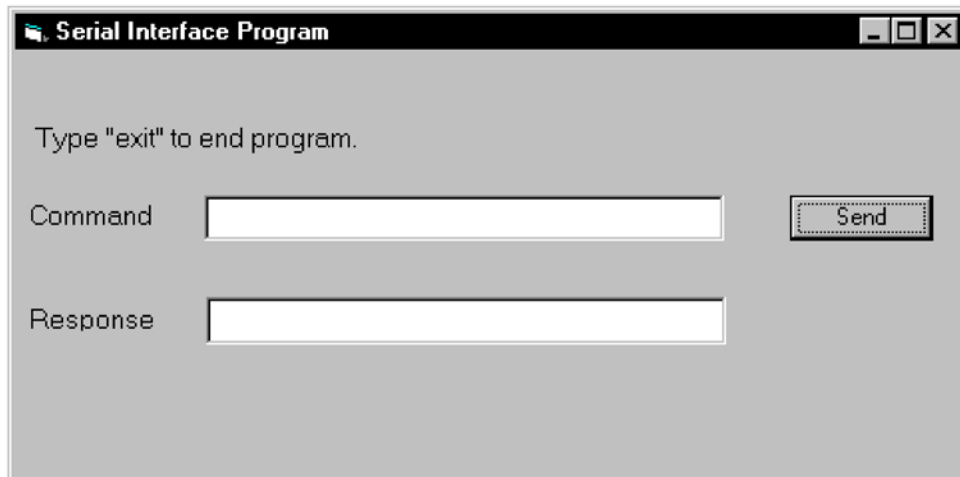 Serial Interface Program
Type "exit" to end program.
Command
Send
Response